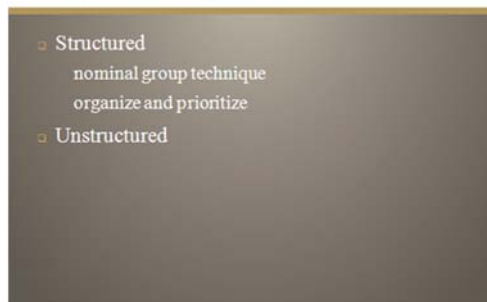 Structured
nominal group technique
organize and prioritize
Unstructured